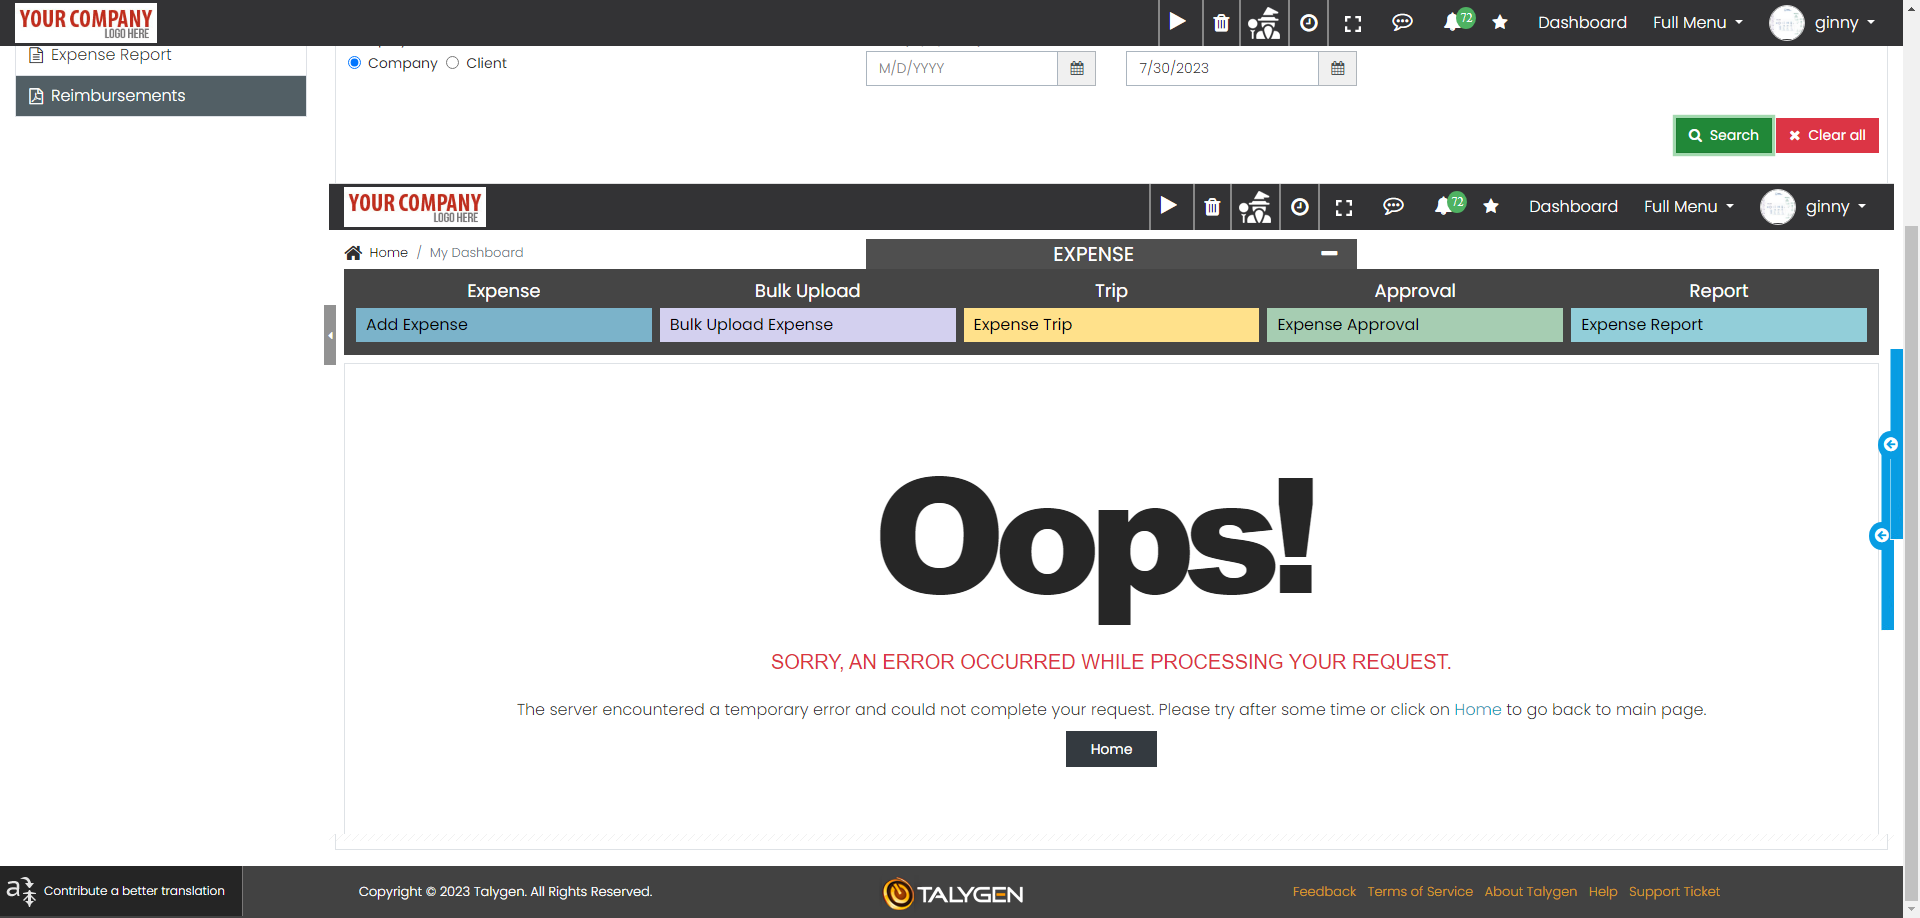 YOUR COMPANY
LOGO HERE
72
Dashboard
Full Menu
ginny
Expense Report
Reimbursements
Company
Client
M/D/YYYY
7/30/2023
Search
Clear all
YOUR COMPANY
LOGO HERE
72
Dashboard
Full Menu
ginny
Home / My Dashboard
EXPENSE
Expense
Bulk Upload
Trip
Approval
Report
Add Expense
Bulk Upload Expense
Expense Trip
Expense Approval
Expense Report
Oops!
SORRY, AN ERROR OCCURRED WHILE PROCESSING YOUR REQUEST.
The server encountered a temporary error and could not complete your request. Please try after some time or click on Home to go back to main page.
Home
Contribute a better translation
Copyright © 2023 Talygen. All Rights Reserved.
TALYGEN
Feedback
Terms of Service
About Talygen
Help
Support Ticket